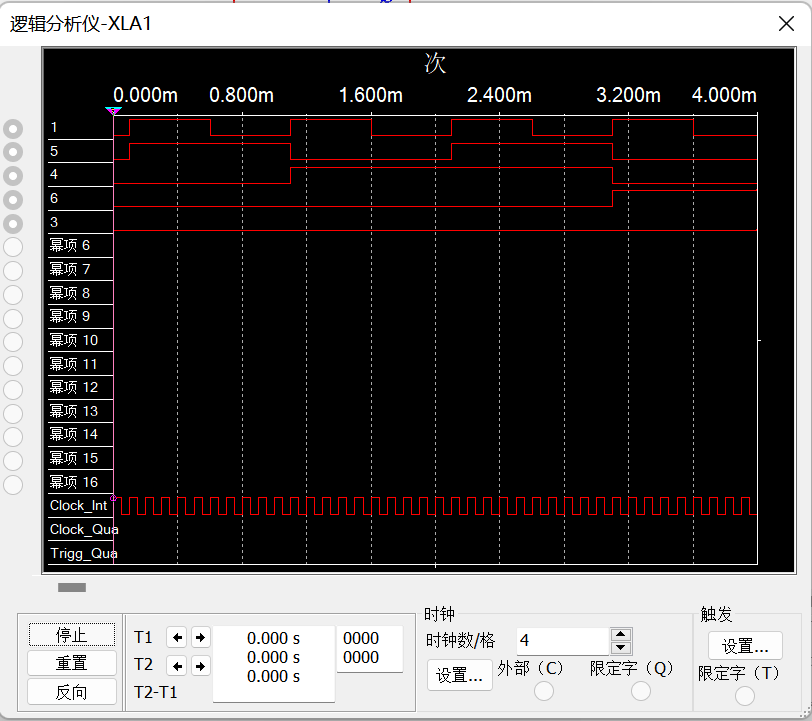 逻辑分析仪-XLA1
次
0.000m 0.800m 1.600m 2.400m 3.200m 4.000m
1
5
4
6
3
幂项 6
幂项 7
幂项 8
幂项 9
幂项 10
幂项 11
幂项 12
幂项 13
幂项 14
幂项 15
幂项 16
Clock_Int
Clock_Qua
Trigg_Qua
停止
重置
反向
T1 0.000 s 0000
T2 0.000 s 0000
T2-T1 0.000 s
时钟
时钟数/格 4
设置... 外部（C） 限定字（Q）
触发
设置...
限定字（T）